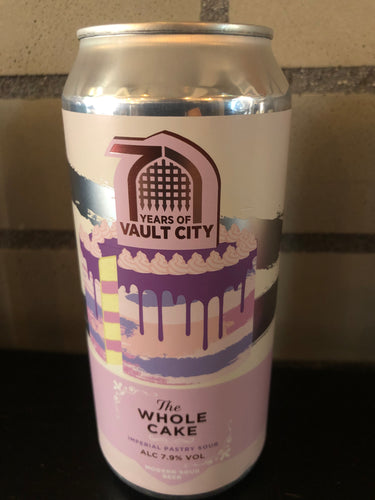 7
YEARS OF
VAULT CITY
The
WHOLE
CAKE
IMPERIAL PASTRY SOUR
ALC 7.9% VOL
MODERN SOUR
BEER